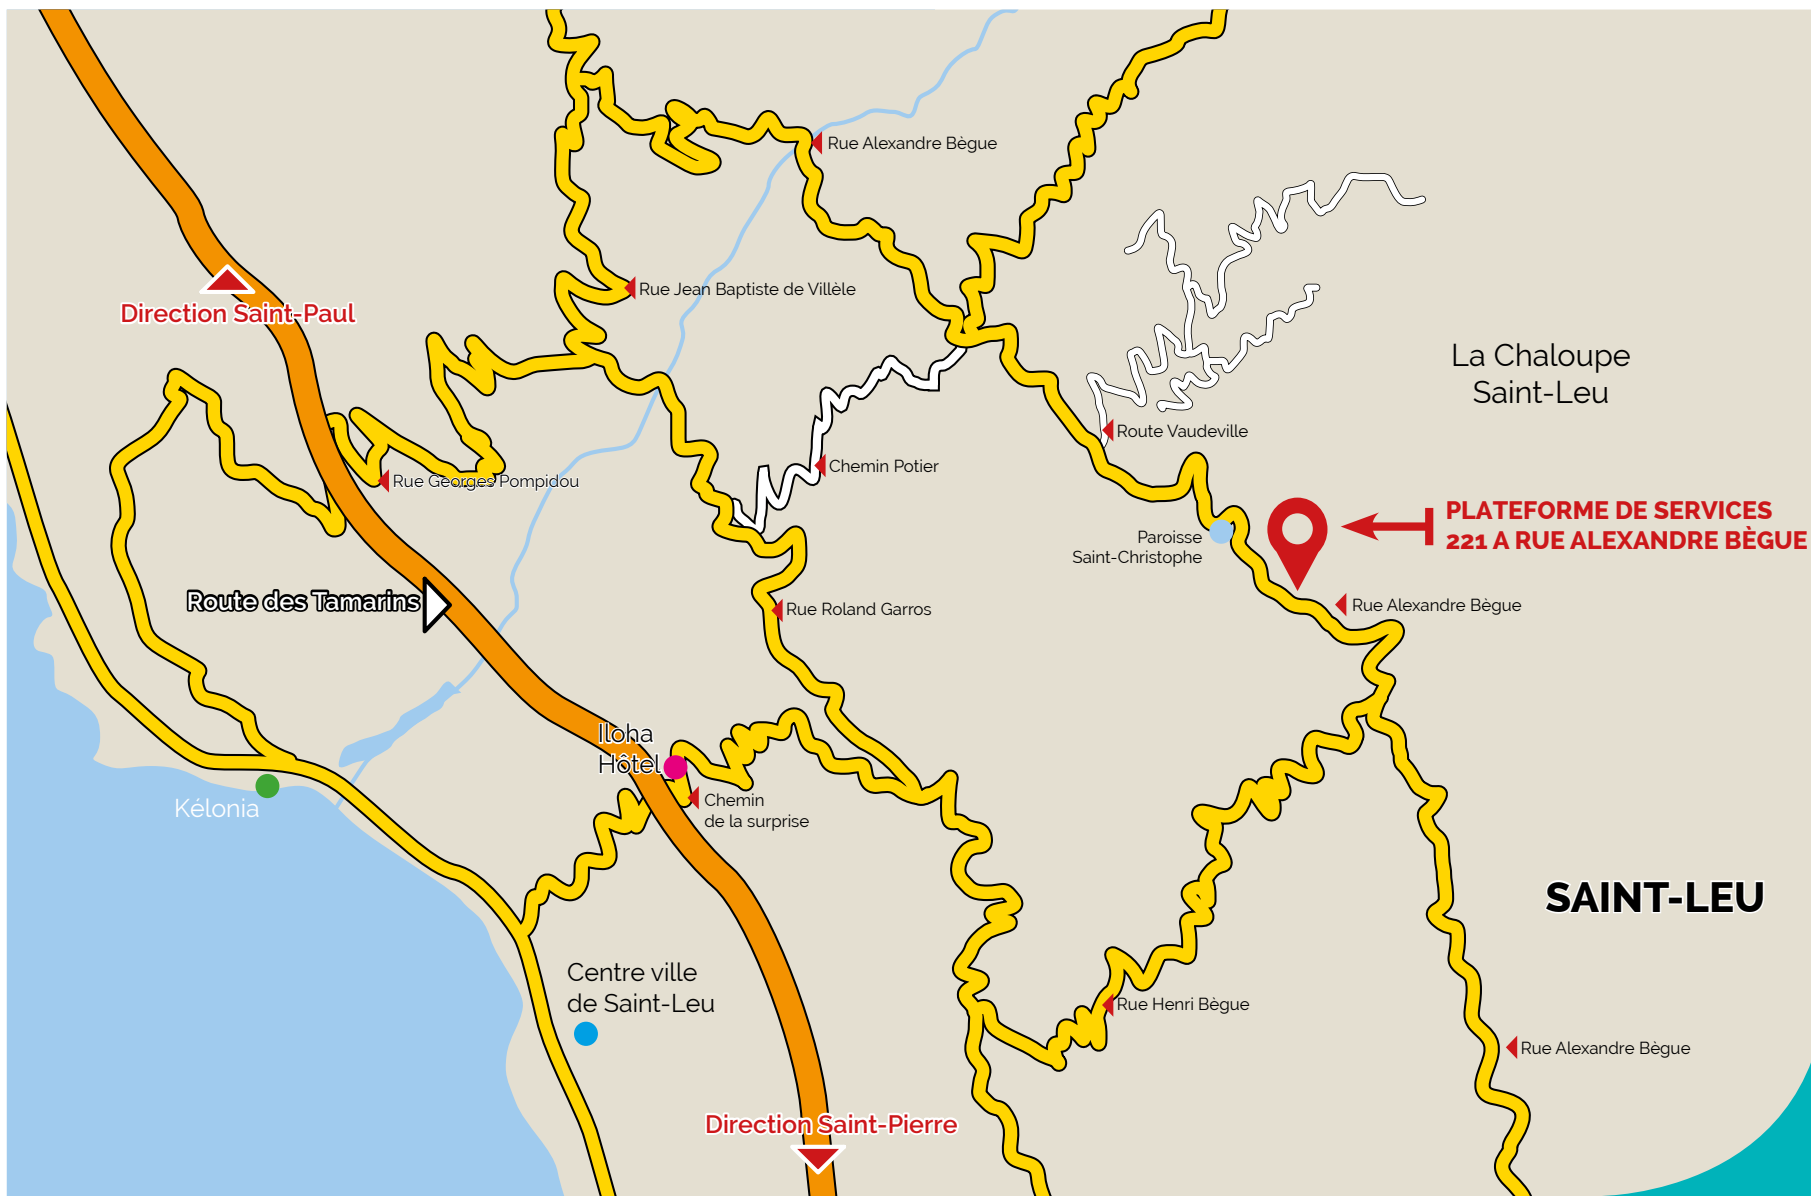 Rue Alexandre Bègue
Rue Jean Baptiste de Villèle
Direction Saint-Paul
La Chaloupe
Saint-Leu
Route Vaudeville
Chemin Potier
Rue Georges Pompidou
PLATEFORME DE SERVICES
221 A RUE ALEXANDRE BÈGUE
Paroisse
Saint-Christophe
Route des Tamarins
Rue Roland Garros
Rue Alexandre Bègue
Iloha
Hôtel
Kélonia
Chemin
de la surprise
SAINT-LEU
Centre ville
de Saint-Leu
Rue Henri Bègue
Rue Alexandre Bègue
Direction Saint-Pierre